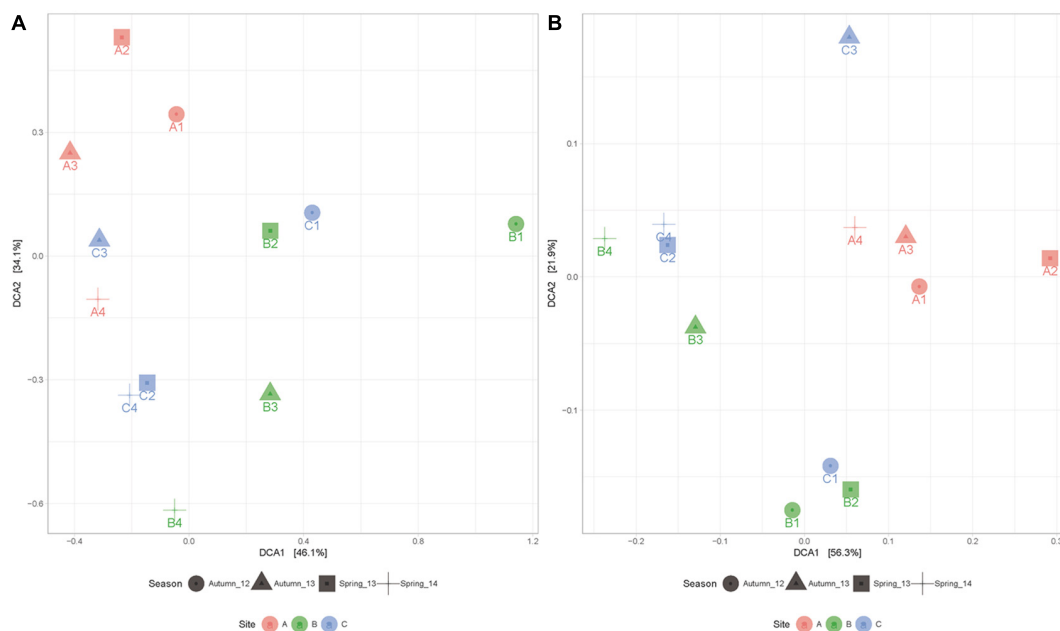 A
B
A2
A1
A3
C3
A4
C1
B2
B1
C2
C4
B3
B4
0.3
0.0
−0.3
−0.6
DCA2 [34.1%]
−0.4
0.0
0.4
0.8
1.2
DCA1 [46.1%]
Season Autumn_12 Autumn_13 Spring_13 Spring_14
Site A B C
C3
A4
A3
A2
A1
C4
C2
B4
B3
C1
B2
B1
0.1
0.0
−0.1
DCA2 [21.9%]
−0.2
−0.1
0.0
0.1
0.2
0.3
DCA1 [56.3%]
Season Autumn_12 Autumn_13 Spring_13 Spring_14
Site A B C